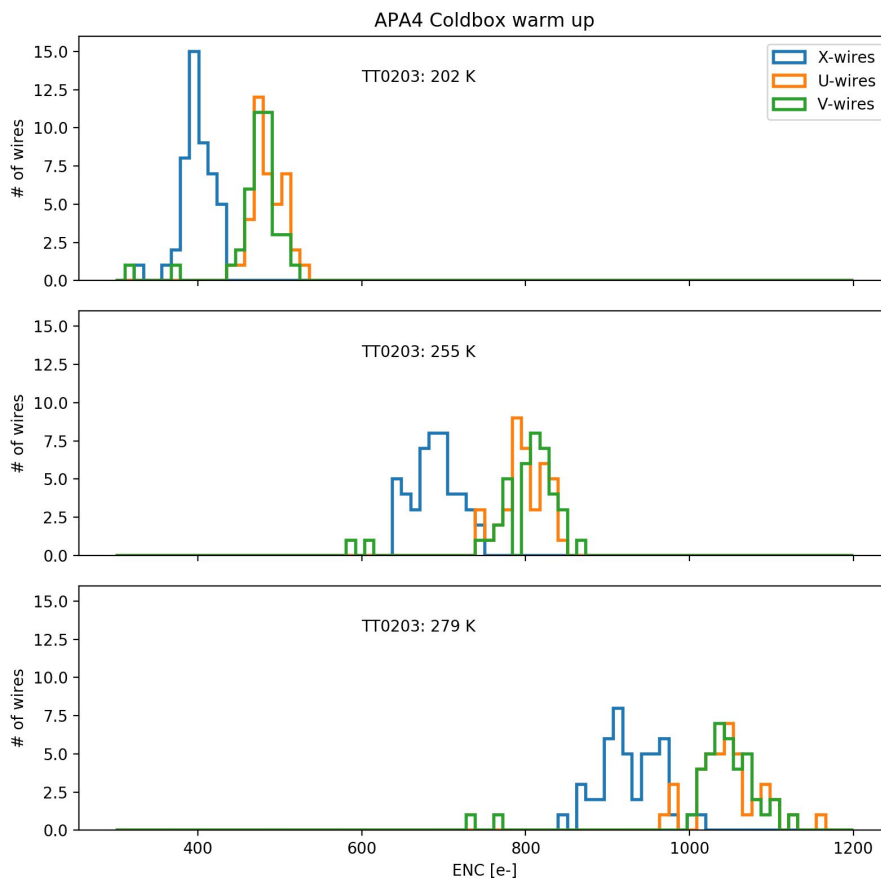 APA4 Coldbox warm up
15.0
12.5
10.0
7.5
5.0
2.5
0.0
# of wires
TT0203: 202 K
X-wires
U-wires
V-wires
15.0
12.5
10.0
7.5
5.0
2.5
0.0
# of wires
TT0203: 255 K
15.0
12.5
10.0
7.5
5.0
2.5
0.0
# of wires
TT0203: 279 K
400 600 800 1000 1200
ENC [e-]